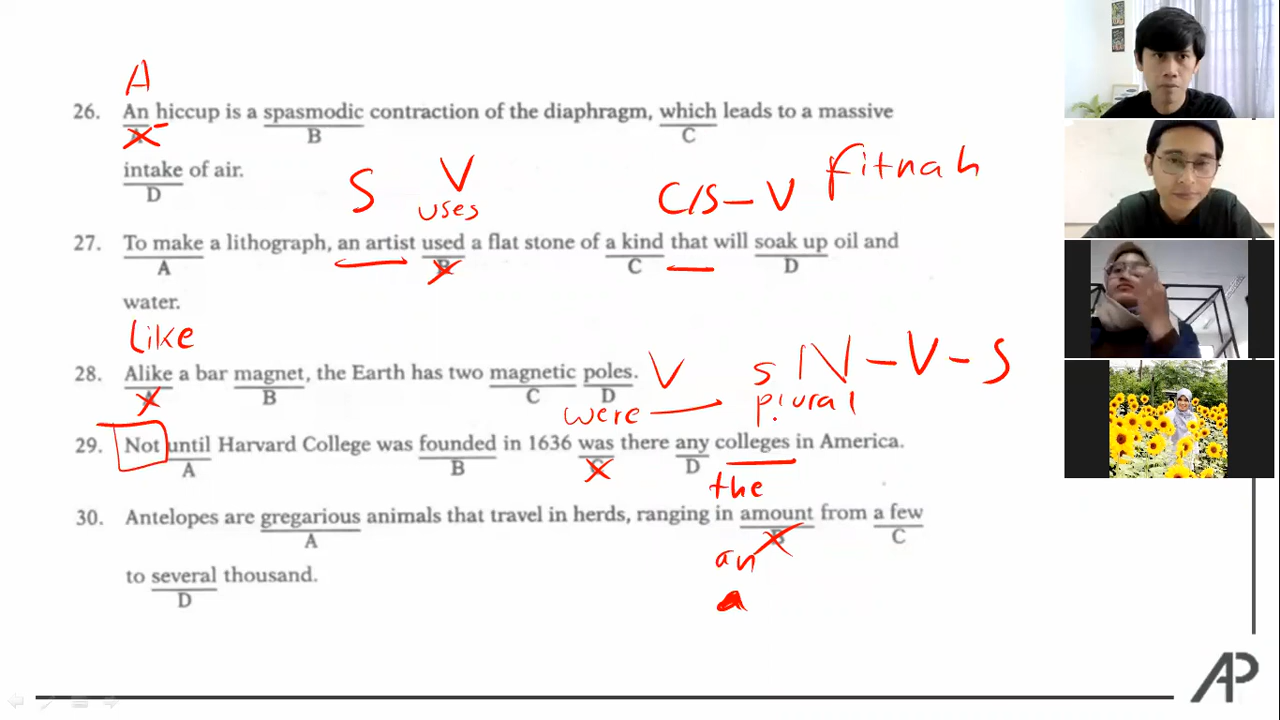 A
26. An hiccup is a spasmodic contraction of the diaphragm, which leads to a massive
A B C
intake of air.
D
S V fitnah
uses C/S – V
27. To make a lithograph, an artist used a flat stone of a kind that will soak up oil and
A B C D
water.
like
28. Alike a bar magnet, the Earth has two magnetic poles. V s N – V – S
A B C D
were plural
29. Not until Harvard College was founded in 1636 was there any colleges in America.
A B C D
the
30. Antelopes are gregarious animals that travel in herds, ranging in amount from a few
A B C
an
to several thousand.
D
a
AP